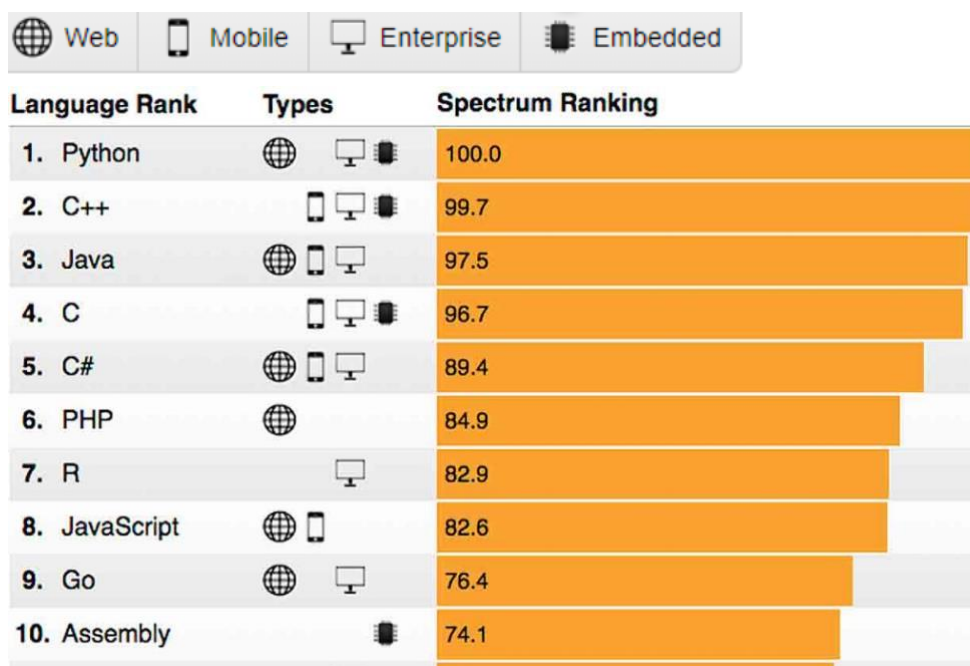 Web Mobile Enterprise Embedded
Language Rank Types Spectrum Ranking
1. Python 100.0
2. C++ 99.7
3. Java 97.5
4. C 96.7
5. C# 89.4
6. PHP 84.9
7. R 82.9
8. JavaScript 82.6
9. Go 76.4
10. Assembly 74.1